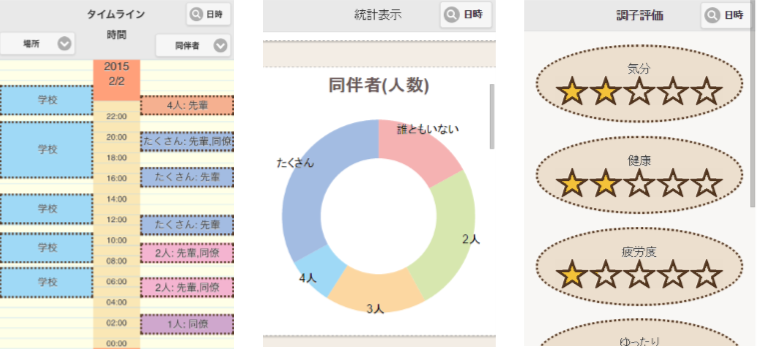 タイムライン
日時
場所
時間
同伴者
2015
2/2
学校
4人: 先輩
22:00
学校
20:00
たくさん: 先輩,同僚
18:00
16:00
たくさん: 先輩
14:00
学校
12:00
たくさん: 先輩
10:00
学校
2人: 先輩,同僚
08:00
学校
06:00
2人: 先輩,同僚
04:00
02:00
1人: 同僚
00:00
統計表示
日時
同伴者(人数)
誰ともいない
たくさん
2人
4人
3人
調子評価
日時
気分
健康
疲労度
ゆったり